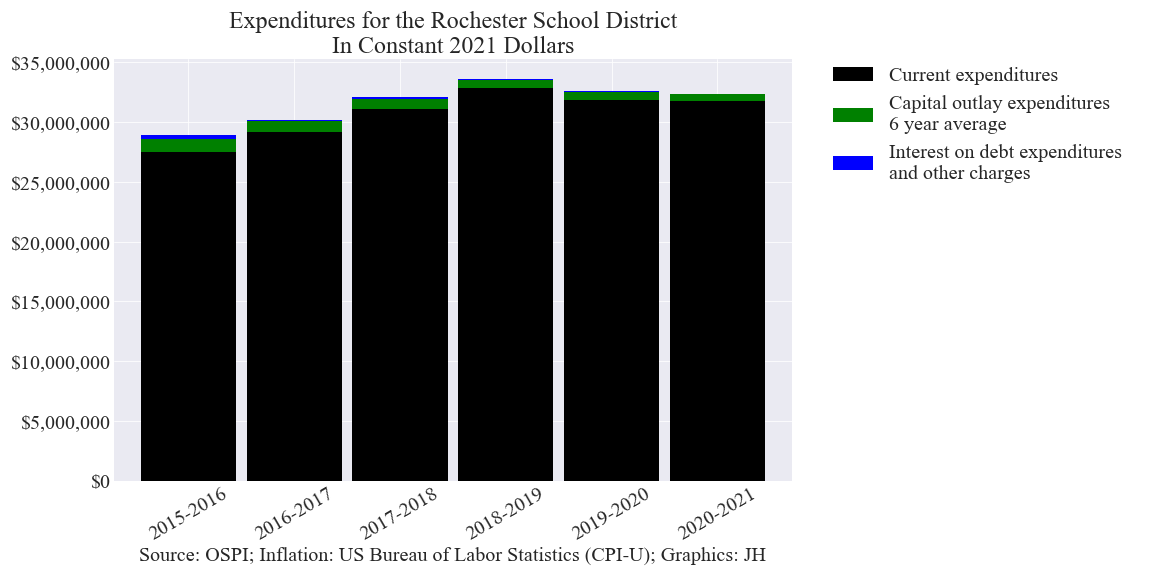 Expenditures for the Rochester School District
In Constant 2021 Dollars
$35,000,000
$30,000,000
$25,000,000
$20,000,000
$15,000,000
$10,000,000
$5,000,000
$0
2015-2016
2016-2017
2017-2018
2018-2019
2019-2020
2020-2021
Source: OSPI; Inflation: US Bureau of Labor Statistics (CPI-U); Graphics: JH
Current expenditures
Capital outlay expenditures
6 year average
Interest on debt expenditures
and other charges